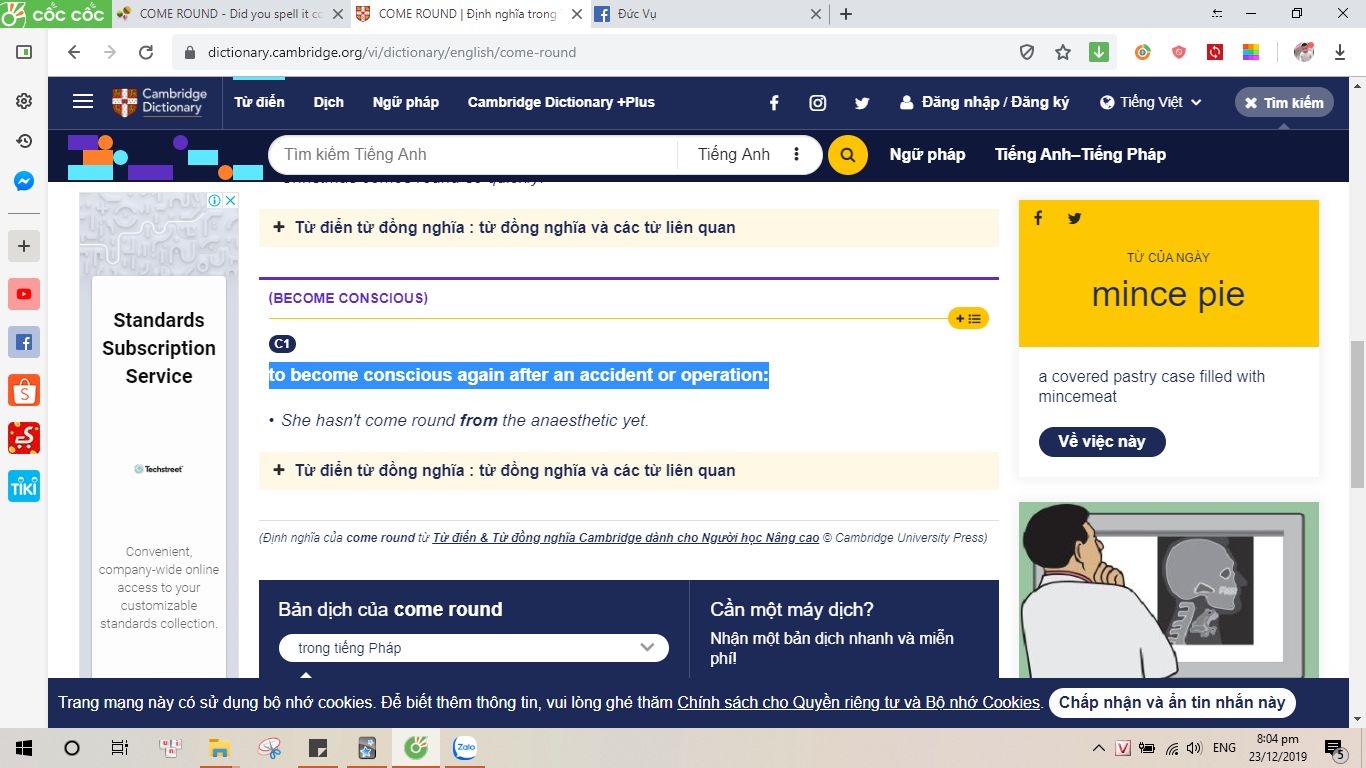 cốc cốc
COME ROUND - Did you spell it co
COME ROUND | Định nghĩa trong
Đức Vụ
dictionary.cambridge.org/vi/dictionary/english/come-round
Cambridge
Dictionary
Từ điển
Dịch
Ngữ pháp
Cambridge Dictionary +Plus
Đăng nhập / Đăng ký
Tiếng Việt
Tìm kiếm
Tìm kiếm Tiếng Anh
Tiếng Anh
Ngữ pháp
Tiếng Anh–Tiếng Pháp
Từ điển từ đồng nghĩa : từ đồng nghĩa và các từ liên quan
(BECOME CONSCIOUS)
C1
to become conscious again after an accident or operation:
• She hasn't come round from the anaesthetic yet.
Từ điển từ đồng nghĩa : từ đồng nghĩa và các từ liên quan
(Định nghĩa của come round từ Từ điển & Từ đồng nghĩa Cambridge dành cho Người học Nâng cao © Cambridge University Press)
Bản dịch của come round
trong tiếng Pháp
Cần một máy dịch?
Nhận một bản dịch nhanh và miễn
phí!
Standards
Subscription
Service
Techstreet
Convenient,
company-wide online
access to your
customizable
standards collection.
TỪ CỦA NGÀY
mince pie
a covered pastry case filled with
mincemeat
Về việc này
TIKI
Trang mạng này có sử dụng bộ nhớ cookies. Để biết thêm thông tin, vui lòng ghé thăm Chính sách cho Quyền riêng tư và Bộ nhớ Cookies.
Chấp nhận và ẩn tin nhắn này
Zalo
ENG
8:04 pm
23/12/2019
5